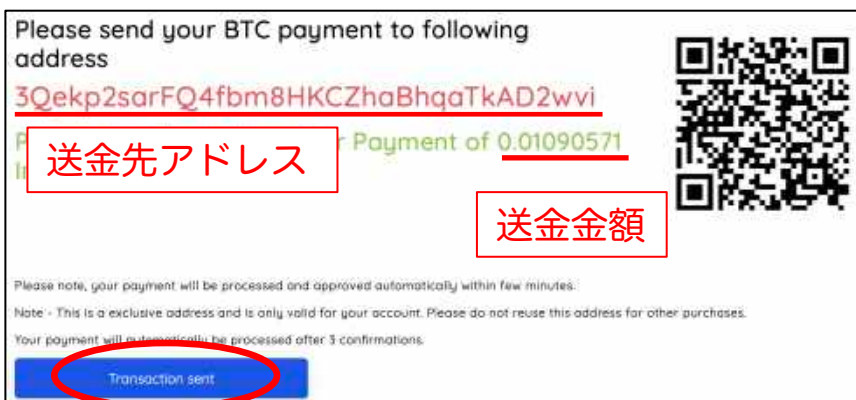 Please send your BTC payment to following
address
3Qekp2sarFQ4fbm8HKCZhaBhqaTkAD2wvi
Payment of 0.01090571
送金先アドレス
送金金額
Please note, your payment will be processed and approved automatically within few minutes.
Note - This is a exclusive address and is only valid for your account. Please do not reuse this address for other purchases.
Your payment will automatically be processed after 3 confirmations.
Transaction sent